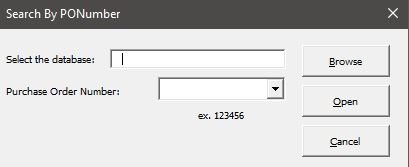 Search By PONumber
Select the database:
Browse
Purchase Order Number:
Open
ex. 123456
Cancel